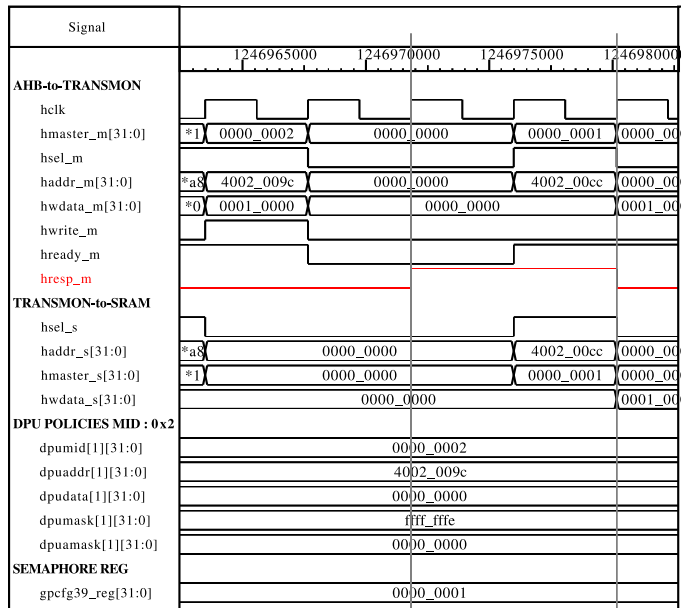 Signal
1246965000 1246970000 1246975000 1246980000
AHB-to-TRANSMON
hclk
hmaster_m[31:0] *1 0000_0002 0000_0000 0000_0001 0000_00
hsel_m
haddr_m[31:0] *a8 4002_009c 0000_0000 4002_00cc 0000_00
hwdata_m[31:0] *0 0001_0000 0000_0000 0001_00
hwrite_m
hready_m
hresp_m
TRANSMON-to-SRAM
hsel_s
haddr_s[31:0] *a8 0000_0000 4002_00cc 0000_00
hmaster_s[31:0] *1 0000_0000 0000_0001 0000_00
hwdata_s[31:0] 0000_0000 0001_00
DPU POLICIES MID : 0x2
dpumid[1][31:0] 0000_0002
dpuaddr[1][31:0] 4002_009c
dpudata[1][31:0] 0000_0000
dpumask[1][31:0] ffff_fffe
dpuamask[1][31:0] 0000_0000
SEMAPHORE REG
gpcfg39_reg[31:0] 0000_0001